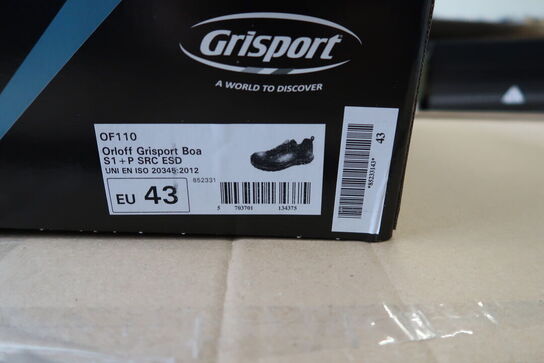 Grisport
A WORLD TO DISCOVER
OF110
Orloff Grisport Boa
S1+P SRC ESD
UNI EN ISO 20345:2012
852331
EU 43
5 703701 134375
43
*85233143*